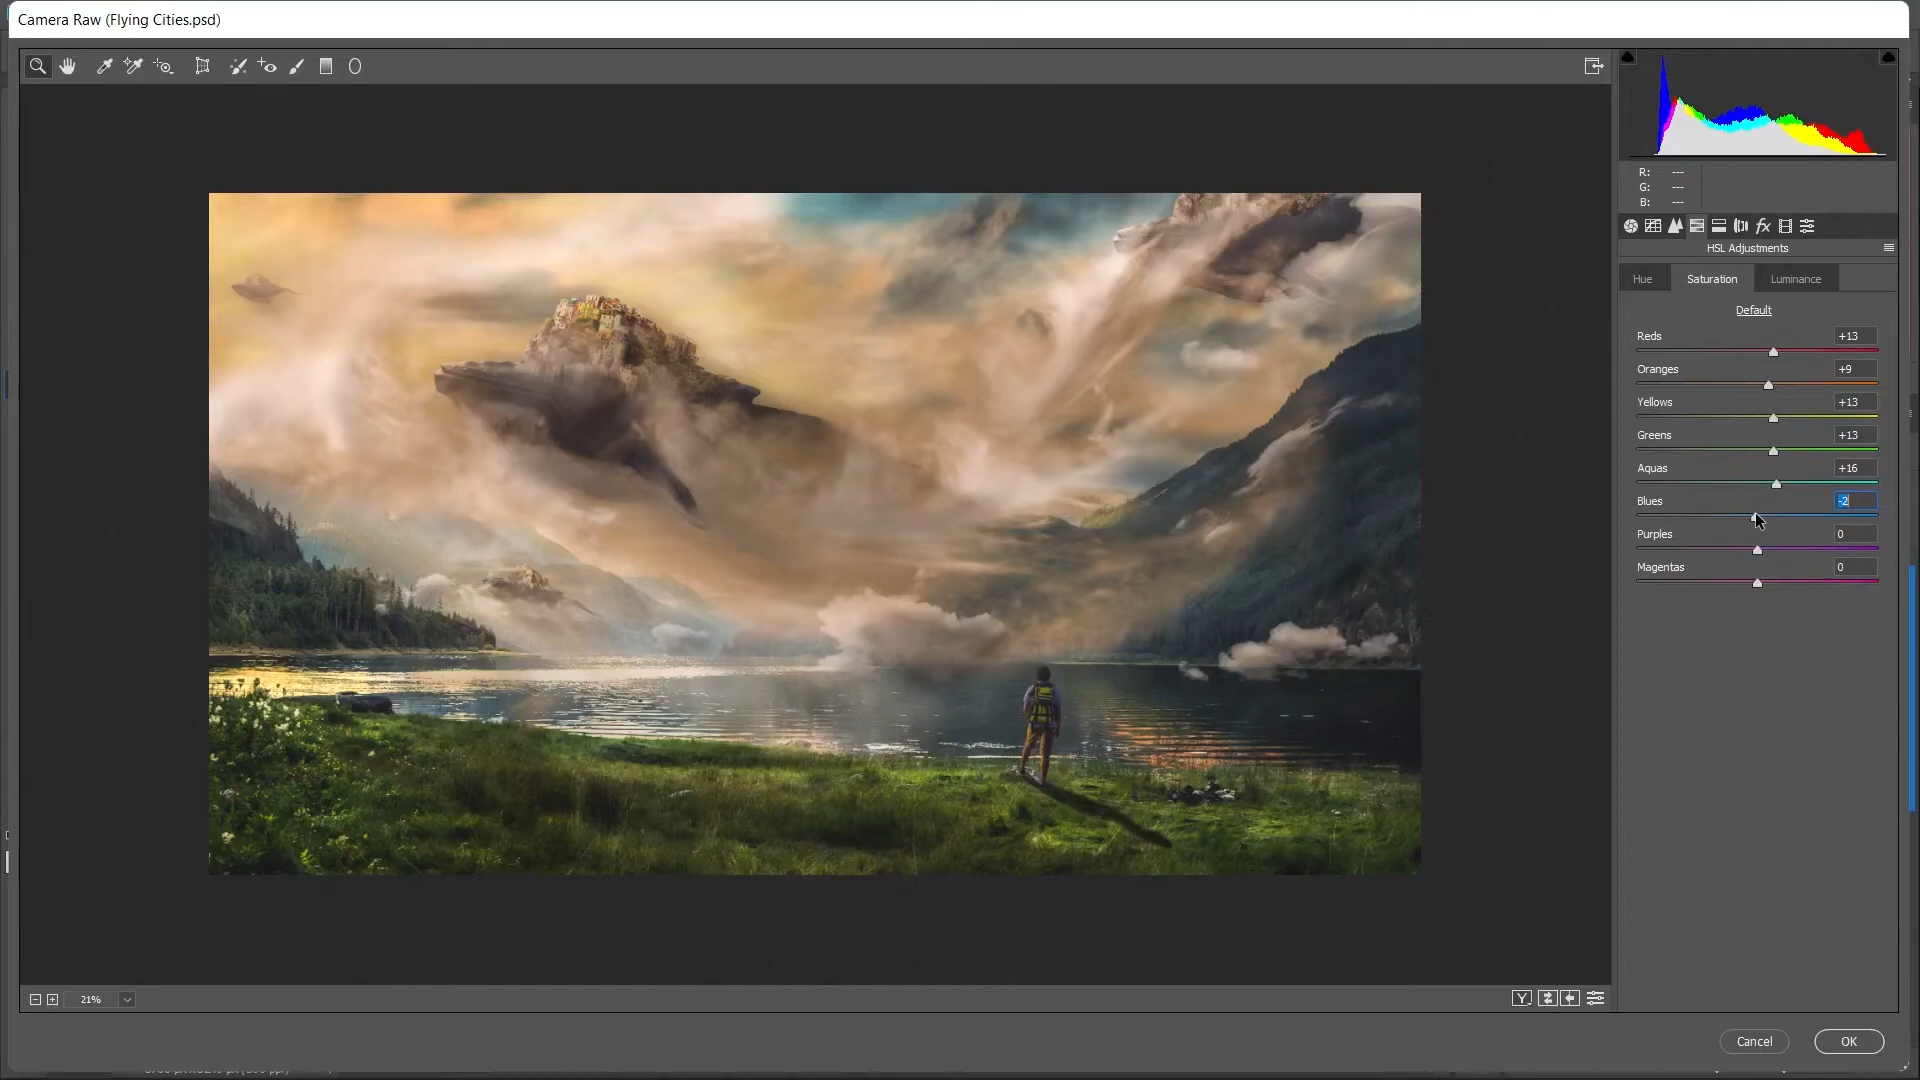 Camera Raw (Flying Cities.psd)
R: ---
G: ---
B: ---
fx
HSL Adjustments
Hue Saturation Luminance
Default
Reds +13
Oranges +9
Yellows +13
Greens +13
Aquas +16
Blues -2
Purples 0
Magentas 0
21%
Y
Cancel OK